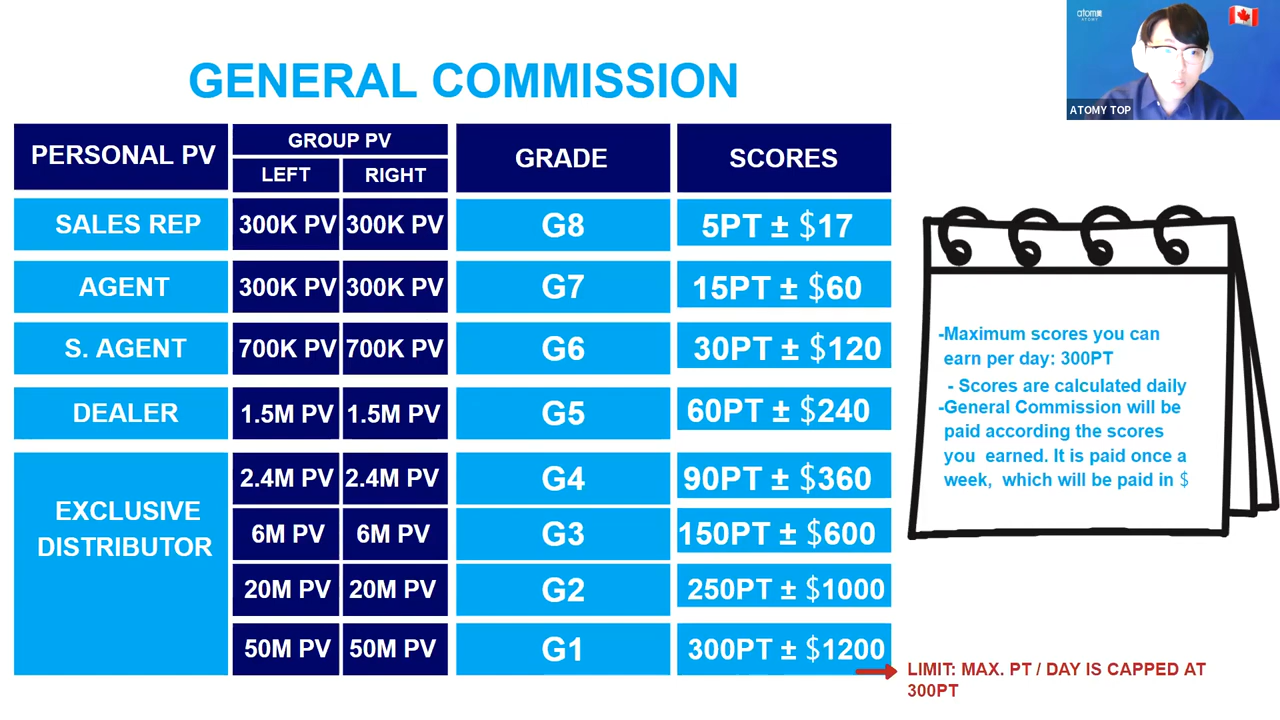 atom美
ATOMY
ATOMY TOP
GENERAL COMMISSION
PERSONAL PV
GROUP PV
LEFT
RIGHT
GRADE
SCORES
SALES REP
300K PV
300K PV
G8
5PT ± $17
AGENT
300K PV
300K PV
G7
15PT ± $60
S. AGENT
700K PV
700K PV
G6
30PT ± $120
DEALER
1.5M PV
1.5M PV
G5
60PT ± $240
EXCLUSIVE
DISTRIBUTOR
2.4M PV
2.4M PV
G4
90PT ± $360
6M PV
6M PV
G3
150PT ± $600
20M PV
20M PV
G2
250PT ± $1000
50M PV
50M PV
G1
300PT ± $1200
-Maximum scores you can
earn per day: 300PT
- Scores are calculated daily
-General Commission will be
paid according the scores
you earned. It is paid once a
week, which will be paid in $
LIMIT: MAX. PT / DAY IS CAPPED AT
300PT